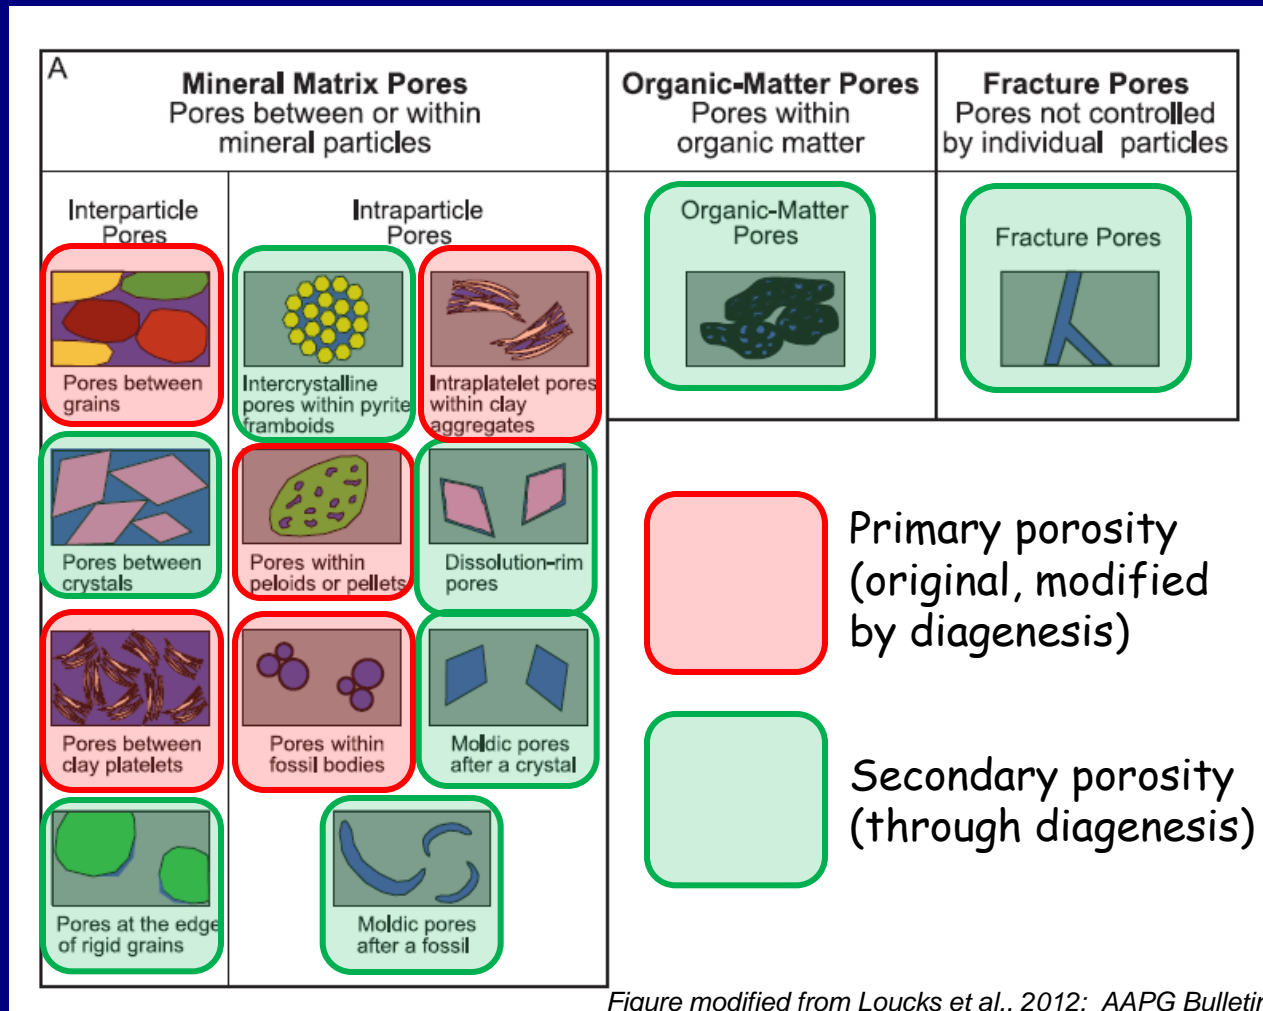 A
Mineral Matrix Pores
Pores between or within
mineral particles
Organic-Matter Pores
Pores within
organic matter
Fracture Pores
Pores not controlled
by individual particles
Interparticle
Pores
Intraparticle
Pores
Organic-Matter
Pores
Fracture Pores
Pores between
grains
Intercrystalline
pores within pyrite
framboids
Intraplatelet pores
within clay
aggregates
Pores between
crystals
Pores within
peloids or pellets
Dissolution-rim
pores
Pores between
clay platelets
Pores within
fossil bodies
Moldic pores
after a crystal
Pores at the edge
of rigid grains
Moldic pores
after a fossil
Primary porosity
(original, modified
by diagenesis)
Secondary porosity
(through diagenesis)
Figure modified from Loucks et al., 2012: AAPG Bulletin